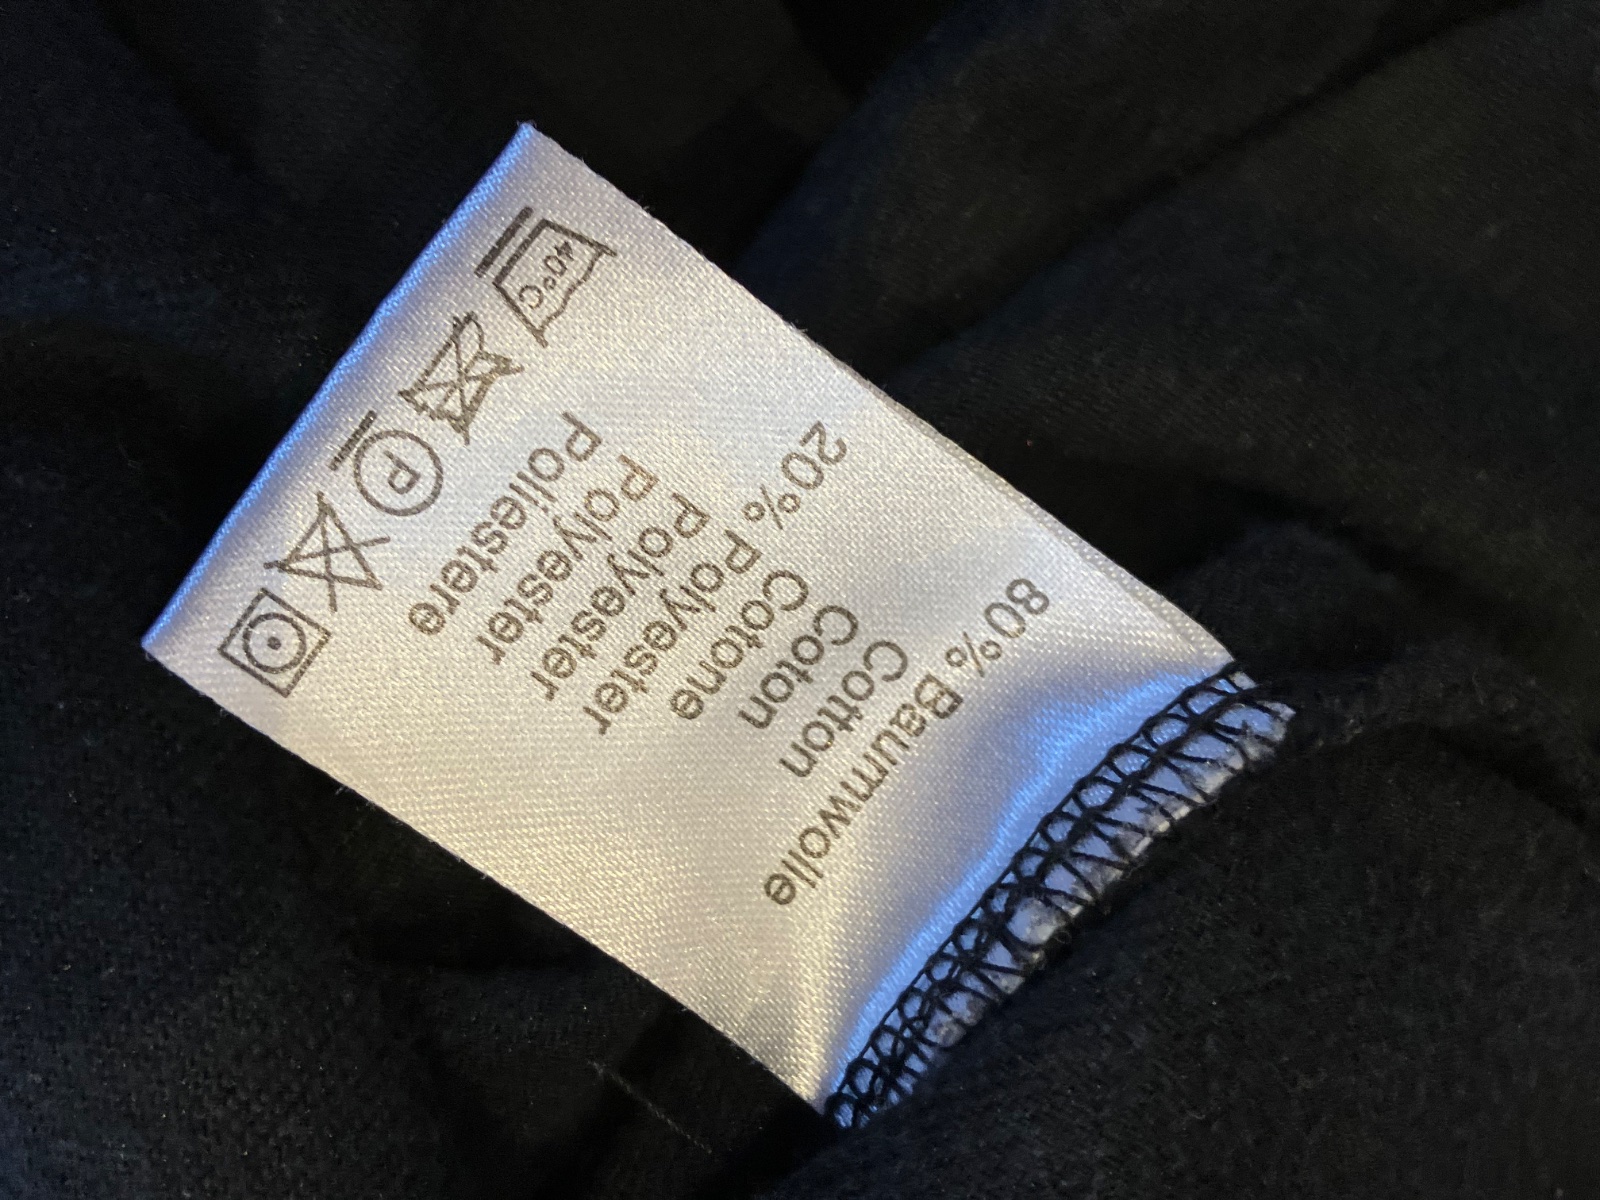 80% Baumwolle
Cotton
Coton
Cotone
20% Polyester
Polyester
Polyester
Poliestere
40°C P